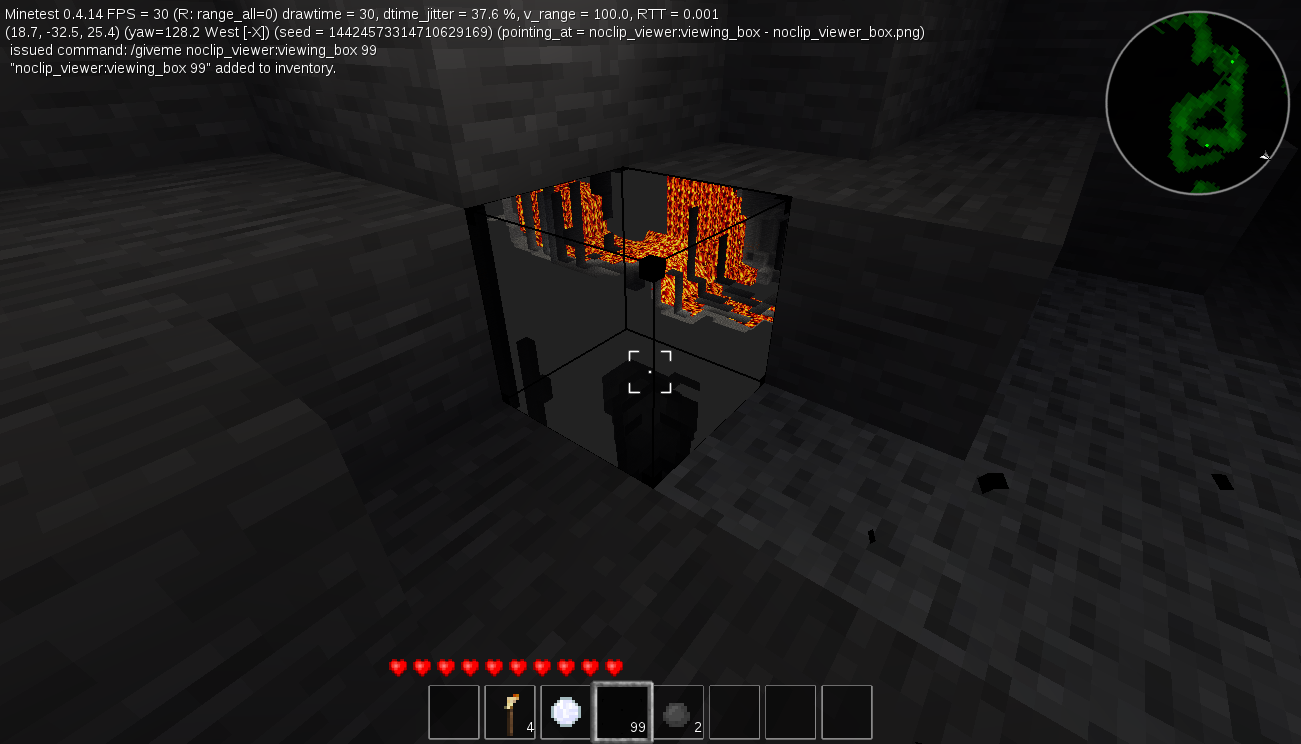 Minetest 0.4.14 FPS = 30 (R: range_all=0) drawtime = 30, dtime_jitter = 37.6 %, v_range = 100.0, RTT = 0.001
(18.7, -32.5, 25.4) (yaw=128.2 West [-X]) (seed = 14424573314710629169) (pointing_at = noclip_viewer:viewing_box - noclip_viewer_box.png)
issued command: /giveme noclip_viewer:viewing_box 99
"noclip_viewer:viewing_box 99" added to inventory.
4 99 2